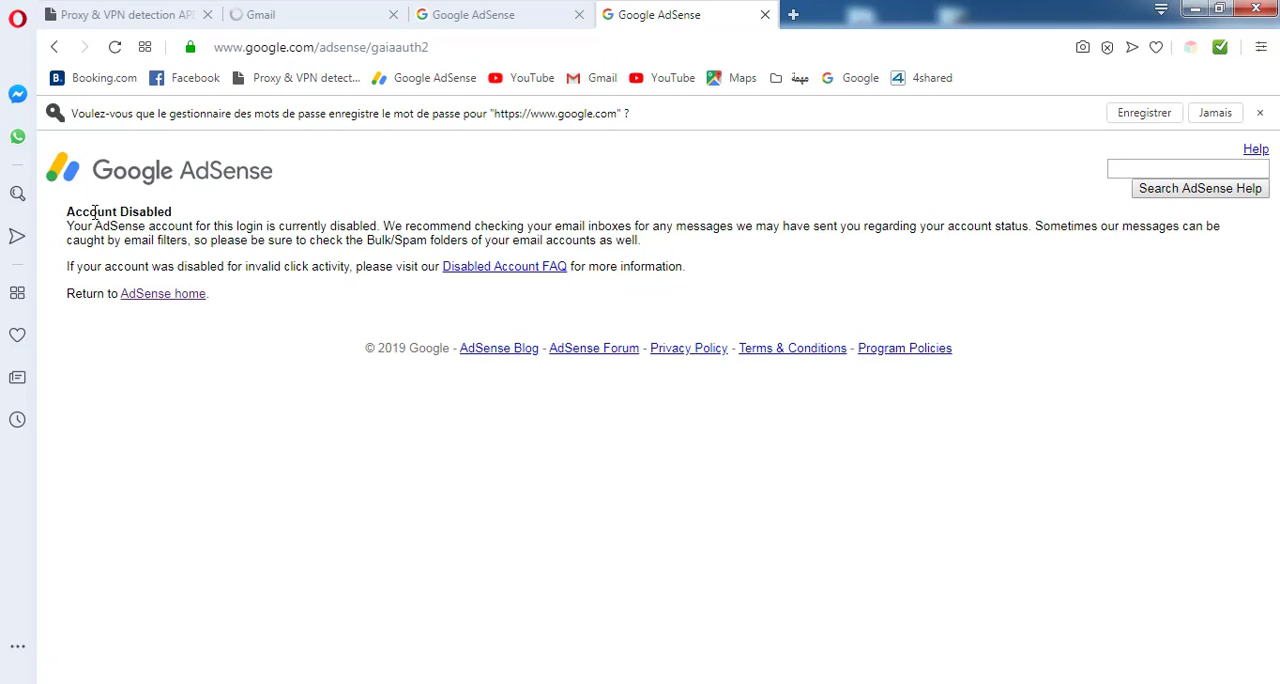 Proxy & VPN detection AP
Gmail
Google AdSense
Google AdSense
www.google.com/adsense/gaiaauth2
B.
Booking.com
Facebook
Proxy & VPN detect...
Google AdSense
YouTube
Gmail
YouTube
Maps
مهمة
Google
4shared
Voulez-vous que le gestionnaire des mots de passe enregistre le mot de passe pour "https://www.google.com" ?
Enregistrer
Jamais
Help
Google AdSense
Search AdSense Help
Account Disabled
Your AdSense account for this login is currently disabled. We recommend checking your email inboxes for any messages we may have sent you regarding your account status. Sometimes our messages can be
caught by email filters, so please be sure to check the Bulk/Spam folders of your email accounts as well.
If your account was disabled for invalid click activity, please visit our Disabled Account FAQ for more information.
Return to AdSense home.
© 2019 Google - AdSense Blog - AdSense Forum - Privacy Policy - Terms & Conditions - Program Policies